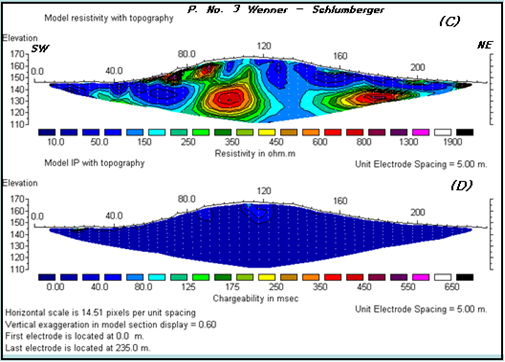 P. No. 3 Wenner - Schlumberger
Model resistivity with topography
(C)
Elevation
SW
NE
170
160
150
140
130
120
110
0.0 40.0 80.0 120 160 200
10.0 50.0 150 250 350 450 600 800 1300 1900
Resistivity in ohm.m
Unit Electrode Spacing = 5.00 m.
Model IP with topography
(D)
Elevation
170
160
150
140
130
120
110
0.0 40.0 80.0 120 160 200
0.00 40.0 80.0 125 175 225 350 450 550 650
Chargeability in msec
Unit Electrode Spacing = 5.00 m.
Horizontal scale is 14.51 pixels per unit spacing
Vertical exaggeration in model section display = 0.60
First electrode is located at 0.0 m.
Last electrode is located at 235.0 m.